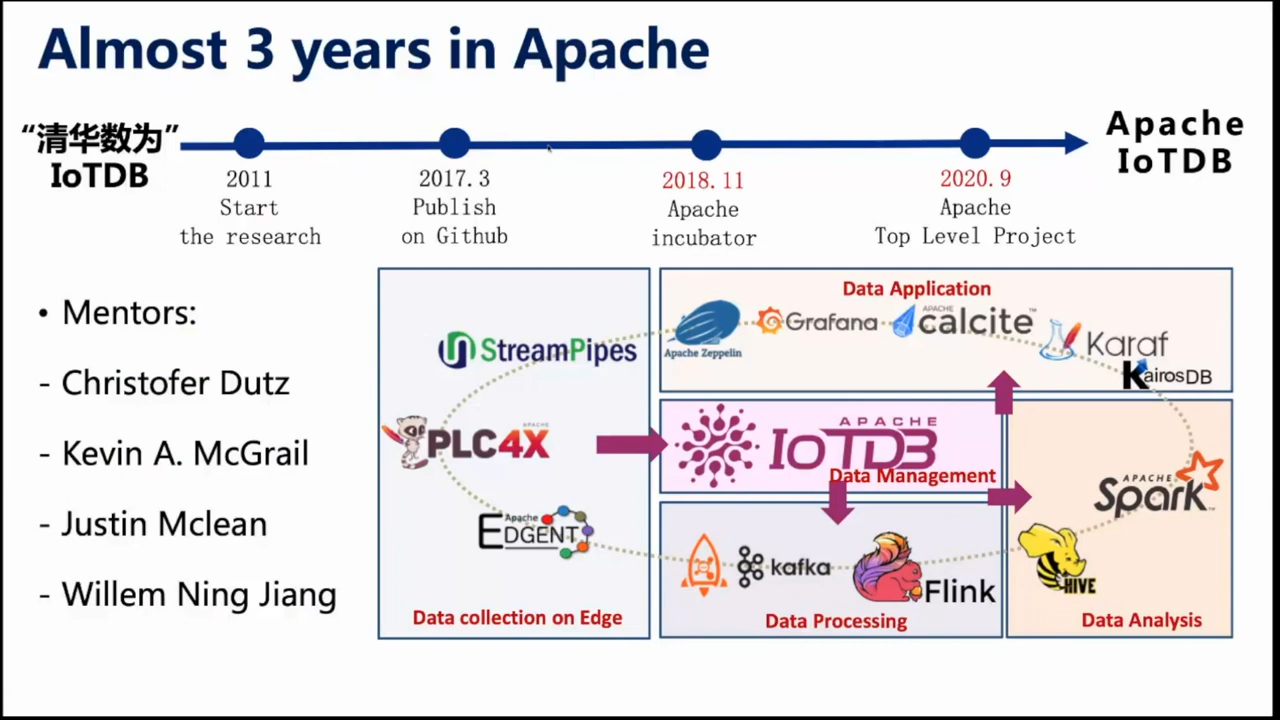 Almost 3 years in Apache
“清华数为”
IoTDB
2011
Start
the research
2017.3
Publish
on Github
2018.11
Apache
incubator
2020.9
Apache
Top Level Project
Apache
IoTDB
• Mentors:
- Christofer Dutz
- Kevin A. McGrail
- Justin Mclean
- Willem Ning Jiang
StreamPipes
APACHE
PLC4X
Apache
EDGENT
Data collection on Edge
Data Application
Apache Zeppelin
Grafana
APACHE
calcite™
Karaf
KairosDB
APACHE
IoTDB
Data Management
kafka
Flink
Data Processing
APACHE
Spark™
HIVE
Data Analysis